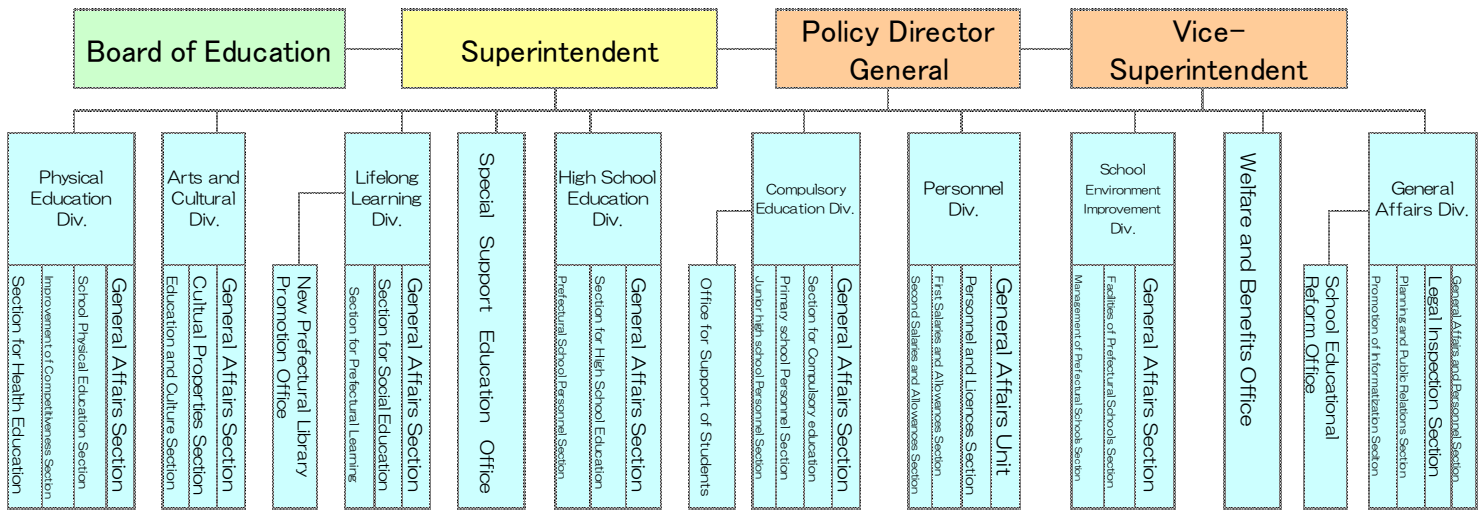 Board of Education
Superintendent
Policy Director
General
Vice-
Superintendent
Physical
Education
Div.
General Affairs Section
School Physical Education Section
Improvement of Competitiveness Section
Section for Health Education
Arts and
Cultural
Div.
General Affairs Section
Cultural Properties Section
Education and Culture Section
Lifelong
Learning
Div.
New Prefectural Library
Promotion Office
General Affairs Section
Section for Social Education
Section for Prefectural Learning
Special Support Education Office
High School
Education
Div.
General Affairs Section
Section for High School Education
Prefectural School Personnel Section
Compulsory
Education Div.
Office for Support of Students
General Affairs Section
Section for Compulsory education
Primary school Personnel Section
Junior high school Personnel Section
Personnel
Div.
General Affairs Unit
Personnel and Licences Section
First Salaries and Allowances Section
Second Salaries and Allowances Section
School
Environment
Improvement
Div.
General Affairs Section
Facilities of Prefectural Schools Section
Management of Prefectural Schools Section
Welfare and Benefits Office
General
Affairs Div.
School Educational
Reform Office
General Affairs and Personnel Section
Legal Inspection Section
Planning and Public Relations Section
Promotion of Informatization Seciton